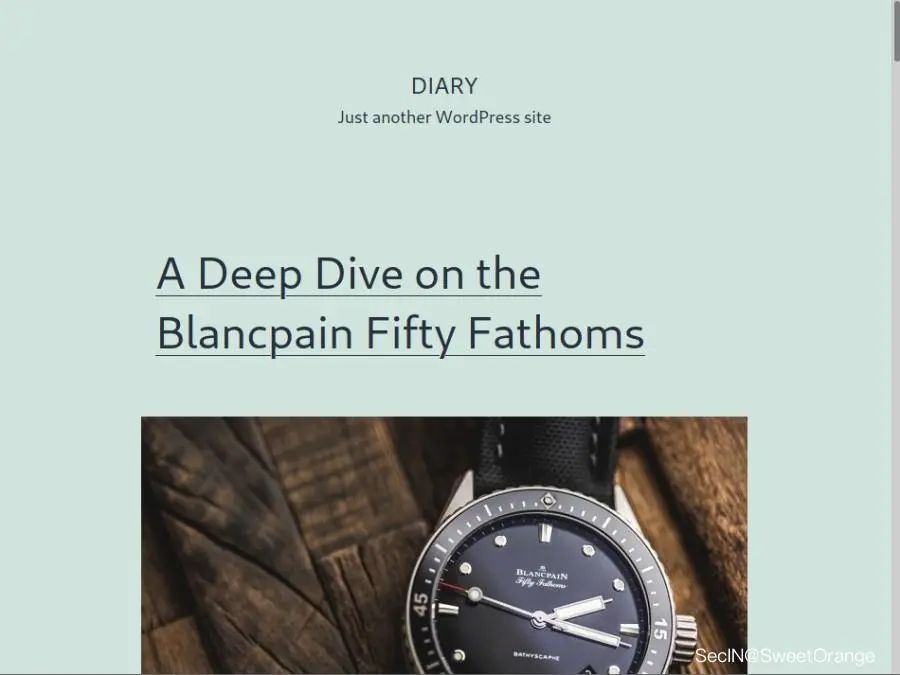 DIARY
Just another WordPress site
A Deep Dive on the
Blancpain Fifty Fathoms
BLANCPAIN
Fifty Fathoms
45
15
BATHYSCAPHE
SecIN@SweetOrange